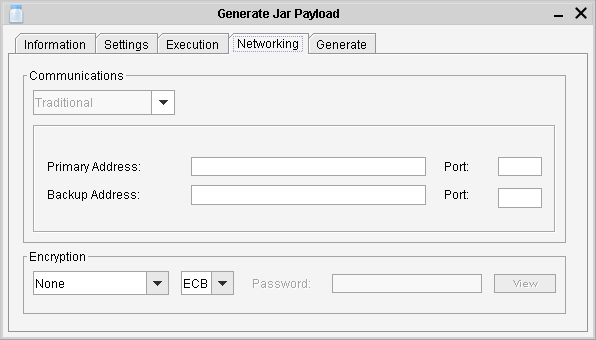 Generate Jar Payload
Information Settings Execution Networking Generate
Communications
Traditional
Primary Address: Port:
Backup Address: Port:
Encryption
None ECB Password: View